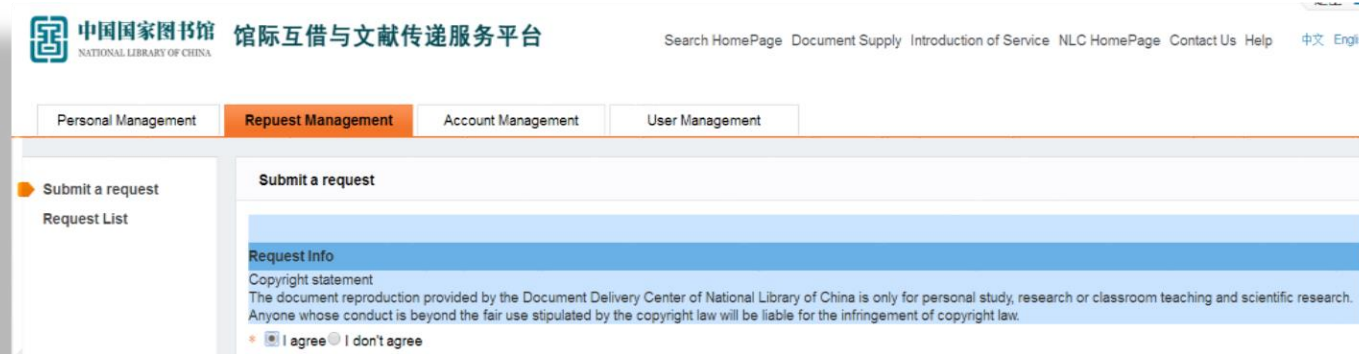 中国国家图书馆
NATIONAL LIBRARY OF CHINA
馆际互借与文献传递服务平台
Search HomePage Document Supply Introduction of Service NLC HomePage Contact Us Help 中文 Engli
Personal Management Repuest Management Account Management User Management
Submit a request
Request List
Submit a request
Request Info
Copyright statement
The document reproduction provided by the Document Delivery Center of National Library of China is only for personal study, research or classroom teaching and scientific research.
Anyone whose conduct is beyond the fair use stipulated by the copyright law will be liable for the infringement of copyright law.
* I agree I don't agree